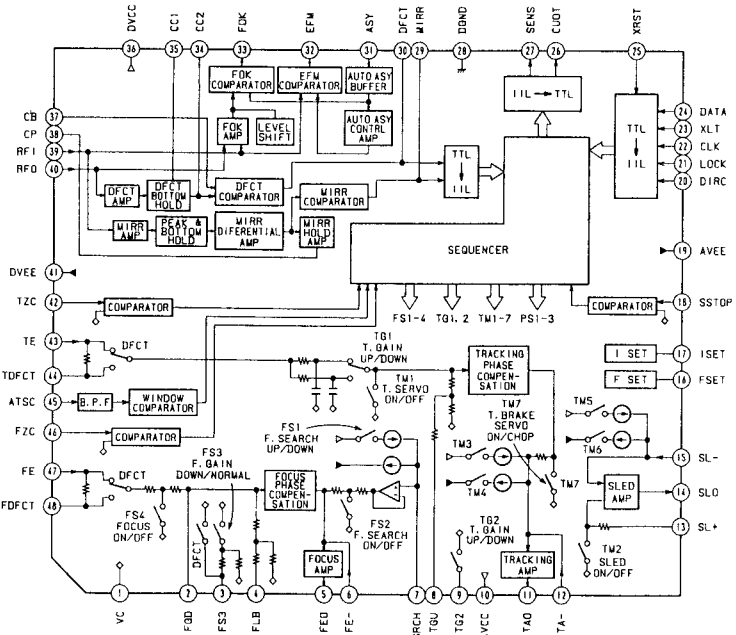 DVCC
CC1
CC2
FOK
EFM
ASY
DFCT
MIRR
DGND
SENS
COUT
XRST
36
35
34
33
32
31
30
29
28
27
26
25
FOK
COMPARATOR
EFM
COMPARATOR
AUTO ASY
BUFFER
IIL → TTL
FOK
AMP
LEVEL
SHIFT
AUTO ASY
CONTRL
AMP
CB 37
CP 38
RFI 39
RFO 40
TTL
IIL
TTL
IIL
24 DATA
23 XLT
22 CLK
21 LOCK
20 DIRC
DFCT
AMP
DFCT
BOTTOM
HOLD
DFCT
COMPARATOR
MIRR
COMPARATOR
MIRR
AMP
PEAK &
BOTTOM
HOLD
MIRR
DIFERENTIAL
AMP
MIRR
HOLD
AMP
SEQUENCER
19 AVEE
DVEE 41
TZC 42
COMPARATOR
FS1-4
TG1, 2
TM1-7
PS1-3
COMPARATOR
18 SSTOP
TE 43
DFCT
TDFCT 44
TG1
T. GAIN
UP/DOWN
TM1
T. SERVO
ON/OFF
TRACKING
PHASE
COMPEN-
SATION
I SET
17 ISET
F SET
16 FSET
ATSC 45
B.P.F
WINDOW
COMPARATOR
FZC 46
COMPARATOR
FS1
F. SEARCH
UP/DOWN
TM7
T. BRAKE
SERVO
ON/CHOP
TM5
TM6
15 SL-
FE 47
DFCT
FDFCT 48
FS3
F. GAIN
DOWN/NORMAL
FS4
FOCUS
ON/OFF
DFCT
FOCUS
PHASE
COMPEN-
SATION
FS2
F. SEARCH
ON/OFF
TM3
TM4
TM7
SLED
AMP
14 SLO
13 SL+
TM2
SLED
ON/OFF
TG2
T. GAIN
UP/DOWN
FOCUS
AMP
TRACKING
AMP
1
2
3
4
5
6
7
8
9
10
11
12
VC
FGD
FS3
FLB
FEO
FE-
SRCH
TGU
TG2
AVCC
TAO
TA-